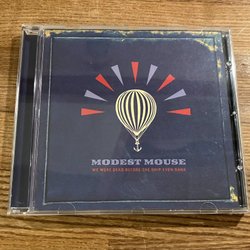 MODEST MOUSE
WE WERE DEAD BEFORE THE SHIP EVEN SANK